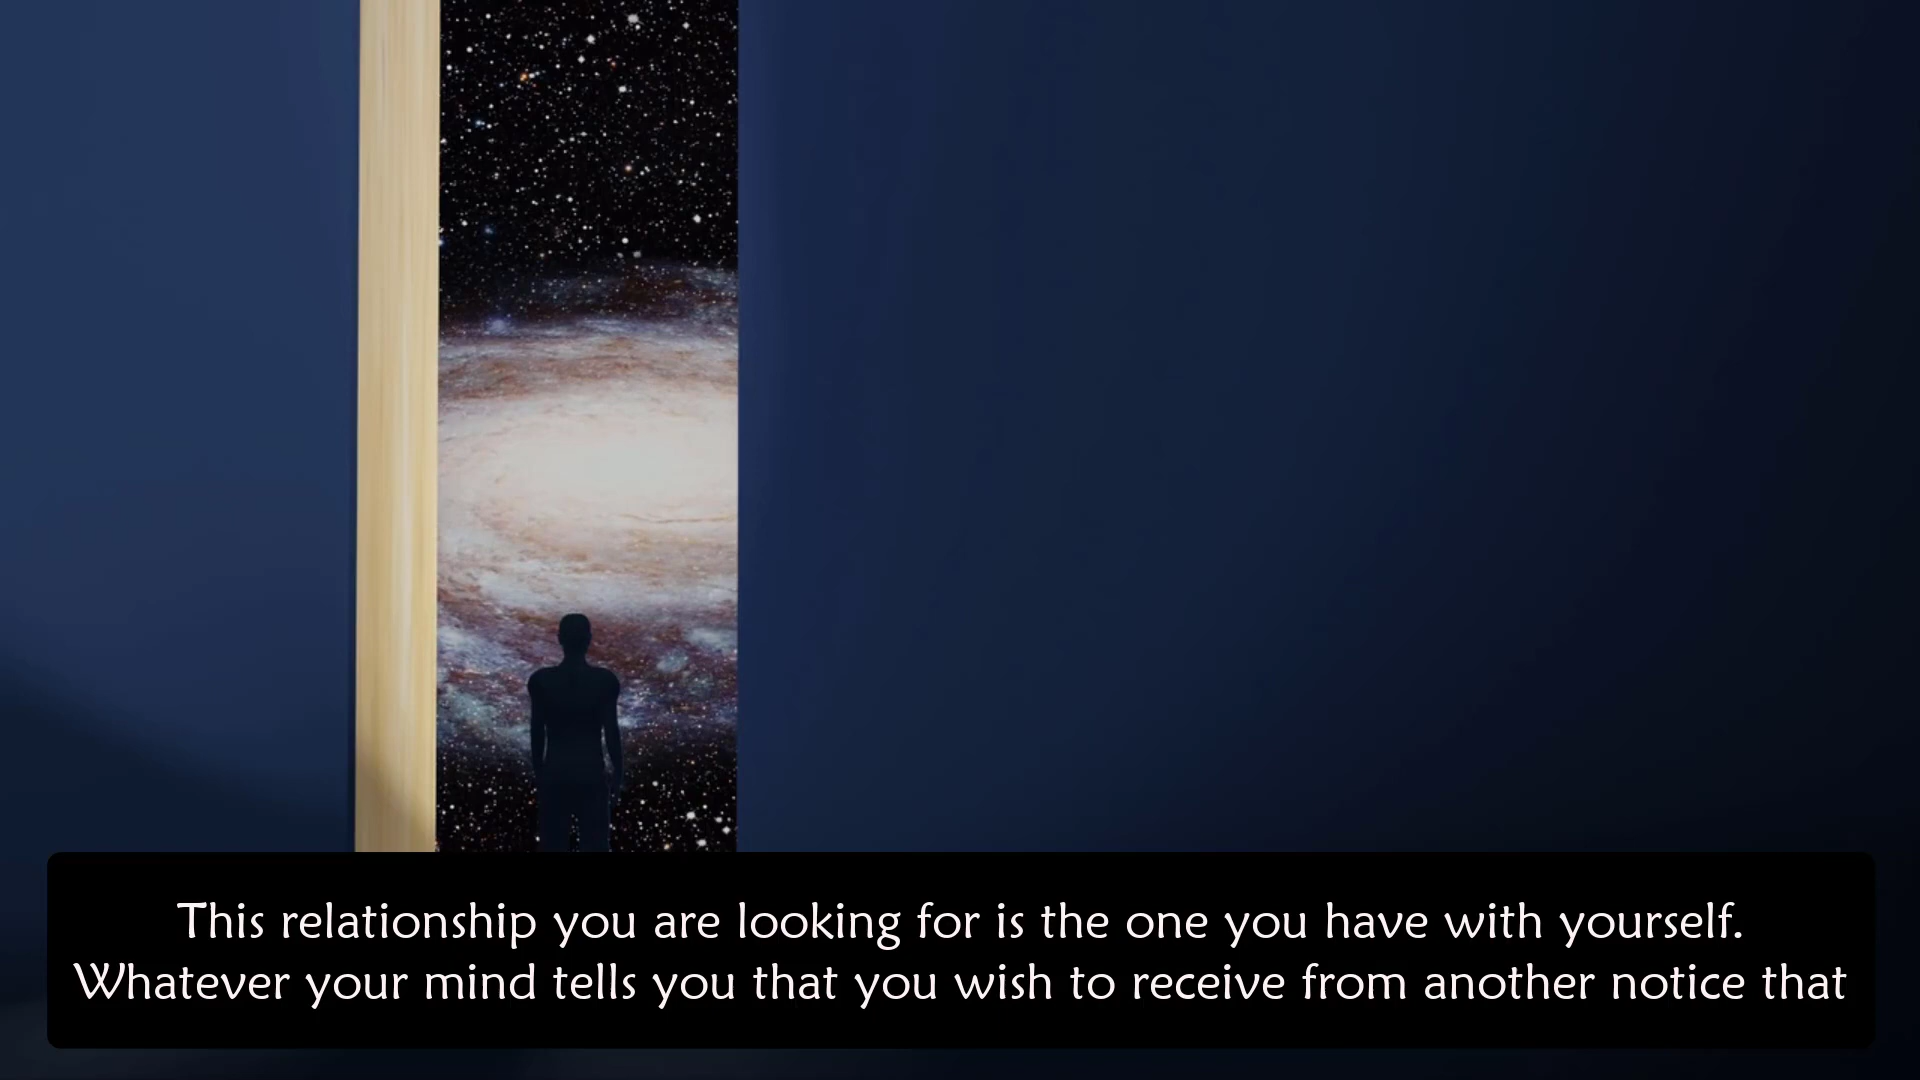 This relationship you are looking for is the one you have with yourself.
Whatever your mind tells you that you wish to receive from another notice that